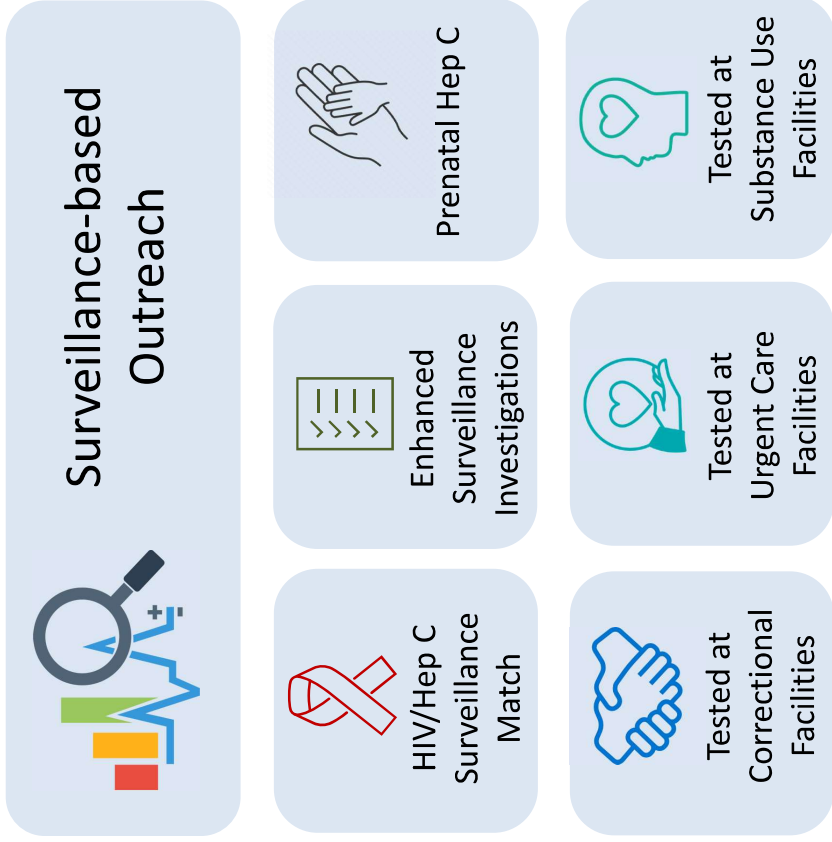 Surveillance-based
Outreach
HIV/Hep C
Surveillance
Match
Enhanced
Surveillance
Investigations
Prenatal Hep C
Tested at
Correctional
Facilities
Tested at
Urgent Care
Facilities
Tested at
Substance Use
Facilities